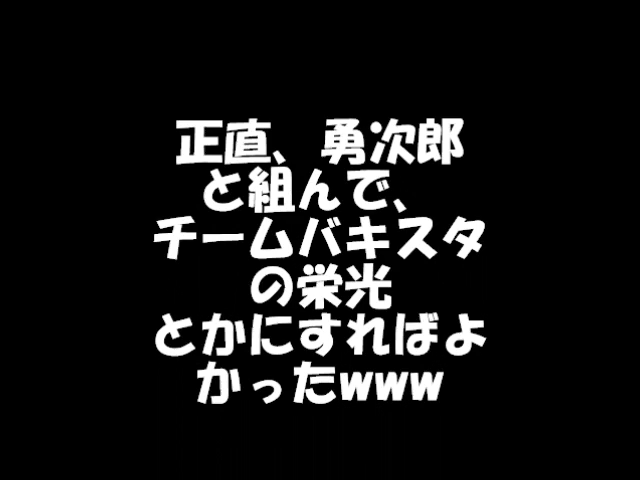 正直、勇次郎
と組んで、
チームバキスタ
の栄光
とかにすればよ
かったwww